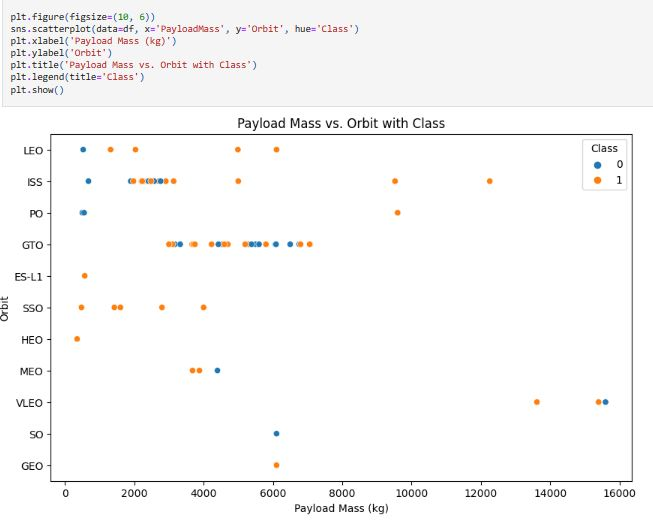 plt.figure(figsize=(10, 6))
sns.scatterplot(data=df, x='PayloadMass', y='Orbit', hue='Class')
plt.xlabel('Payload Mass (kg)')
plt.ylabel('Orbit')
plt.title('Payload Mass vs. Orbit with Class')
plt.legend(title='Class')
plt.show()
Payload Mass vs. Orbit with Class
Class
0
1
Orbit
LEO
ISS
PO
GTO
ES-L1
SSO
HEO
MEO
VLEO
SO
GEO
0 2000 4000 6000 8000 10000 12000 14000 16000
Payload Mass (kg)